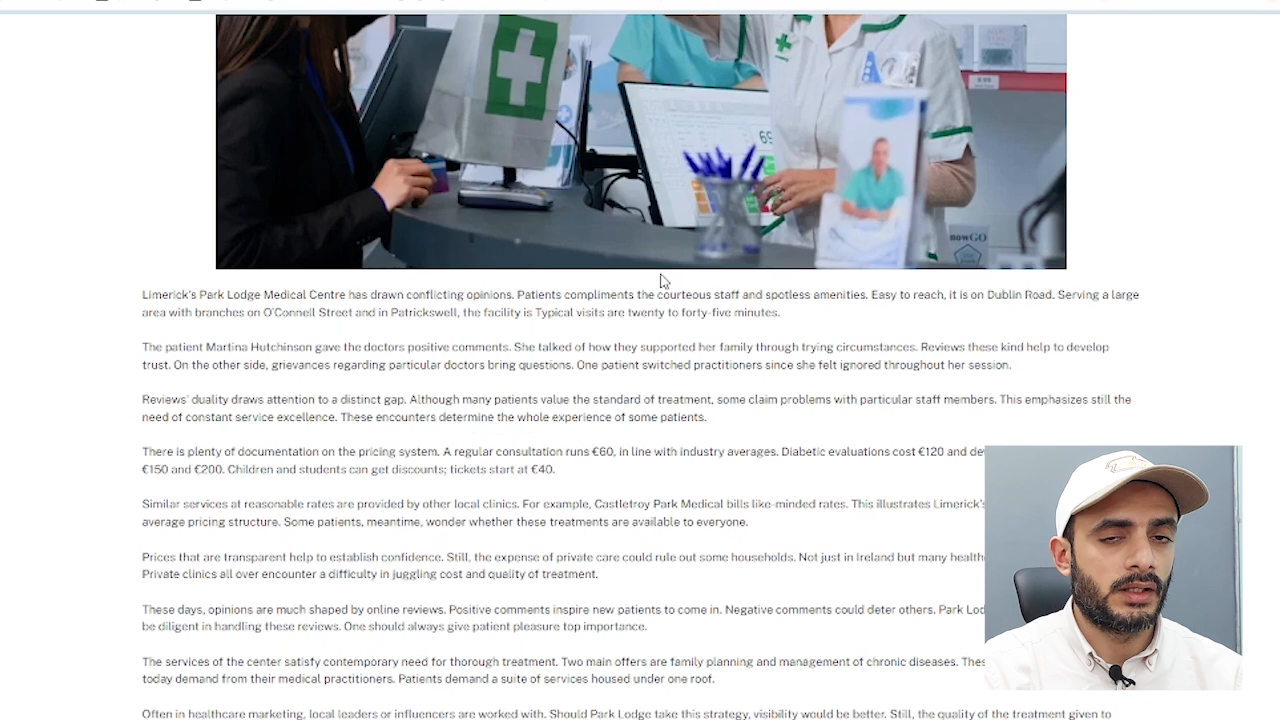 69
nowGO
Limerick's Park Lodge Medical Centre has drawn conflicting opinions. Patients compliments the courteous staff and spotless amenities. Easy to reach, it is on Dublin Road. Serving a large
area with branches on O'Connell Street and in Patrickswell, the facility is Typical visits are twenty to forty-five minutes.
The patient Martina Hutchinson gave the doctors positive comments. She talked of how they supported her family through trying circumstances. Reviews these kind help to develop
trust. On the other side, grievances regarding particular doctors bring questions. One patient switched practitioners since she felt ignored throughout her session.
Reviews' duality draws attention to a distinct gap. Although many patients value the standard of treatment, some claim problems with particular staff members. This emphasizes still the
need of constant service excellence. These encounters determine the whole experience of some patients.
There is plenty of documentation on the pricing system. A regular consultation runs €60, in line with industry averages. Diabetic evaluations cost €120 and
€150 and €200. Children and students can get discounts; tickets start at €40.
Similar services at reasonable rates are provided by other local clinics. For example, Castletroy Park Medical bills like-minded rates. This illustrates Limerick's
average pricing structure. Some patients, meantime, wonder whether these treatments are available to everyone.
Prices that are transparent help to establish confidence. Still, the expense of private care could rule out some households. Not just in Ireland but many
Private clinics all over encounter a difficulty in juggling cost and quality of treatment.
These days, opinions are much shaped by online reviews. Positive comments inspire new patients to come in. Negative comments could deter others. Park
be diligent in handling these reviews. One should always give patient pleasure top importance.
The services of the center satisfy contemporary need for thorough treatment. Two main offers are family planning and management of chronic diseases.
today demand from their medical practitioners. Patients demand a suite of services housed under one roof.
Often in healthcare marketing, local leaders or influencers are worked with. Should Park Lodge take this strategy, visibility would be better. Still, the quality of the treatment given to